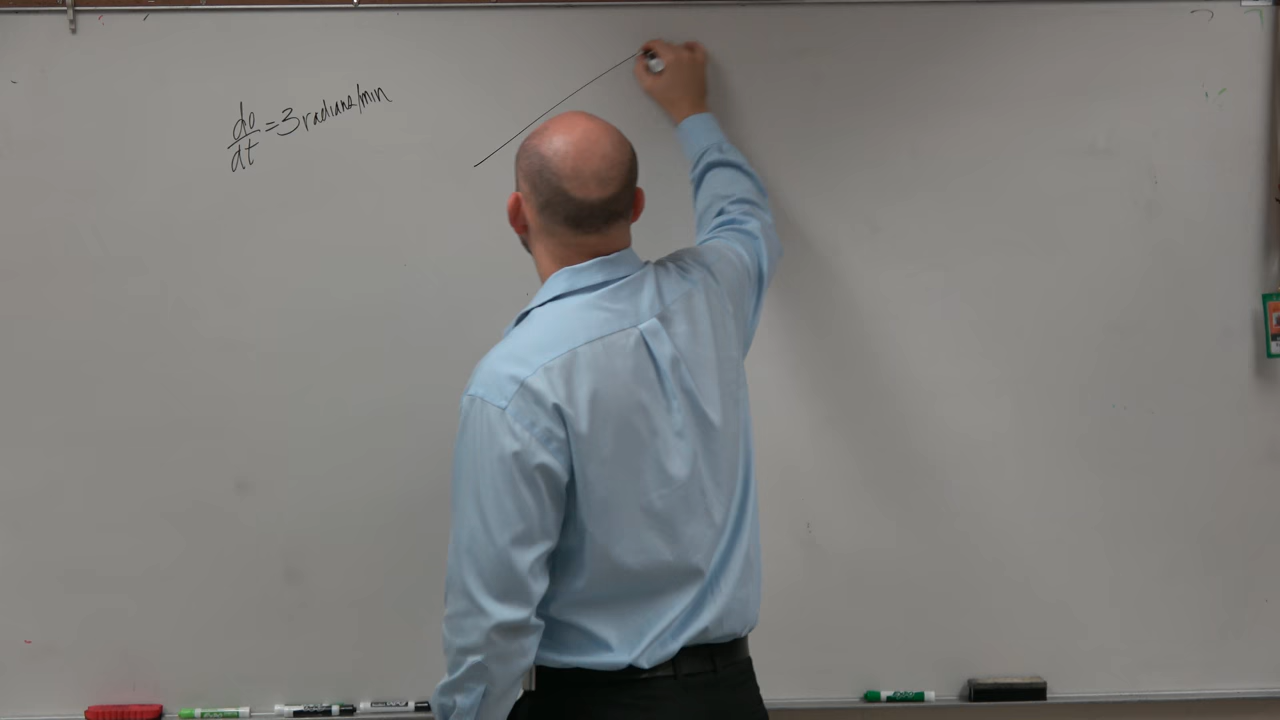 dθ/dt = 3 radians/min